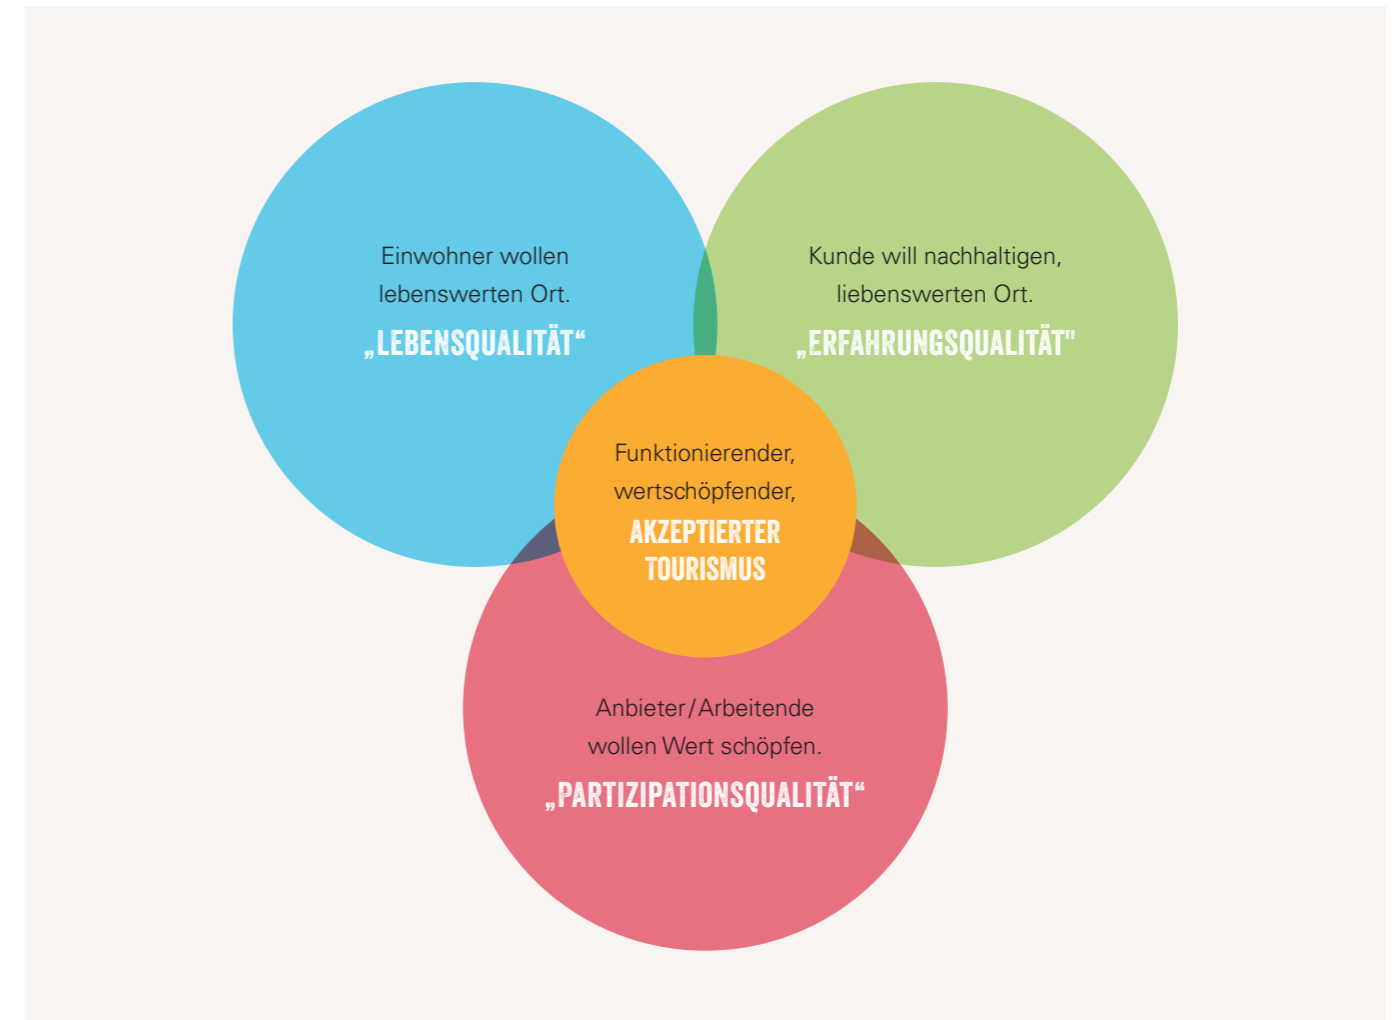 Einwohner wollen
lebenswerten Ort.
„LEBENSQUALITÄT“
Kunde will nachhaltigen,
liebenswerten Ort.
„ERFAHRUNGSQUALITÄT"
Funktionierender,
wertschöpfender,
AKZEPTIERTER
TOURISMUS
Anbieter/Arbeitende
wollen Wert schöpfen.
„PARTIZIPATIONSQUALITÄT“